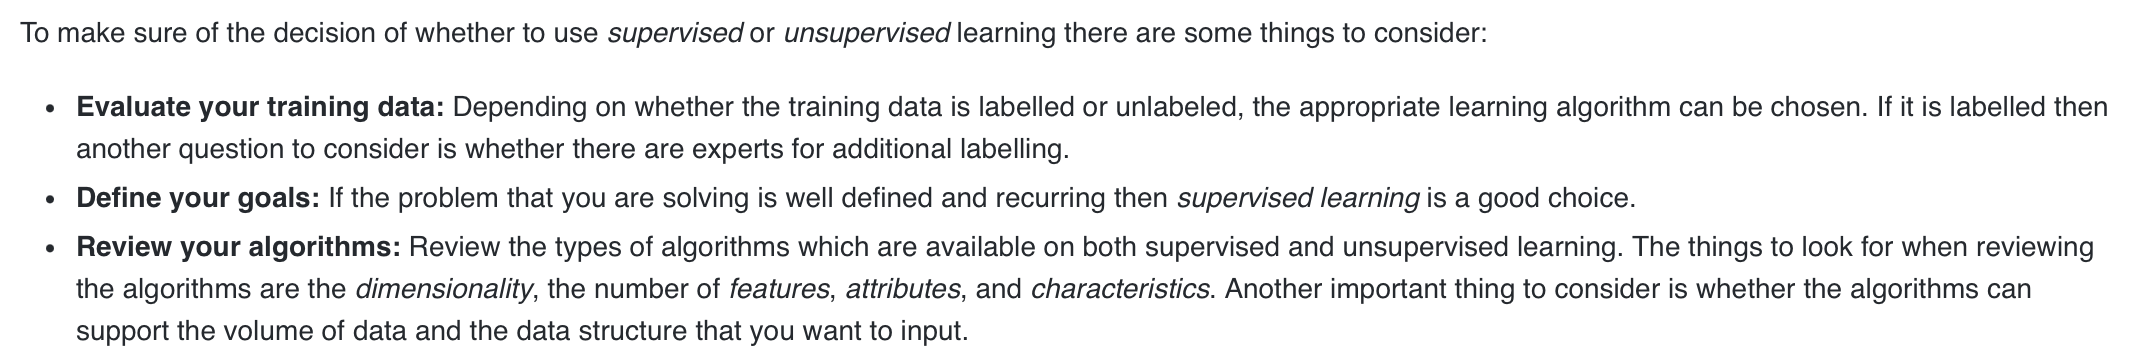 To make sure of the decision of whether to use supervised or unsupervised learning there are some things to consider:
• Evaluate your training data: Depending on whether the training data is labelled or unlabeled, the appropriate learning algorithm can be chosen. If it is labelled then
another question to consider is whether there are experts for additional labelling.
• Define your goals: If the problem that you are solving is well defined and recurring then supervised learning is a good choice.
• Review your algorithms: Review the types of algorithms which are available on both supervised and unsupervised learning. The things to look for when reviewing
the algorithms are the dimensionality, the number of features, attributes, and characteristics. Another important thing to consider is whether the algorithms can
support the volume of data and the data structure that you want to input.